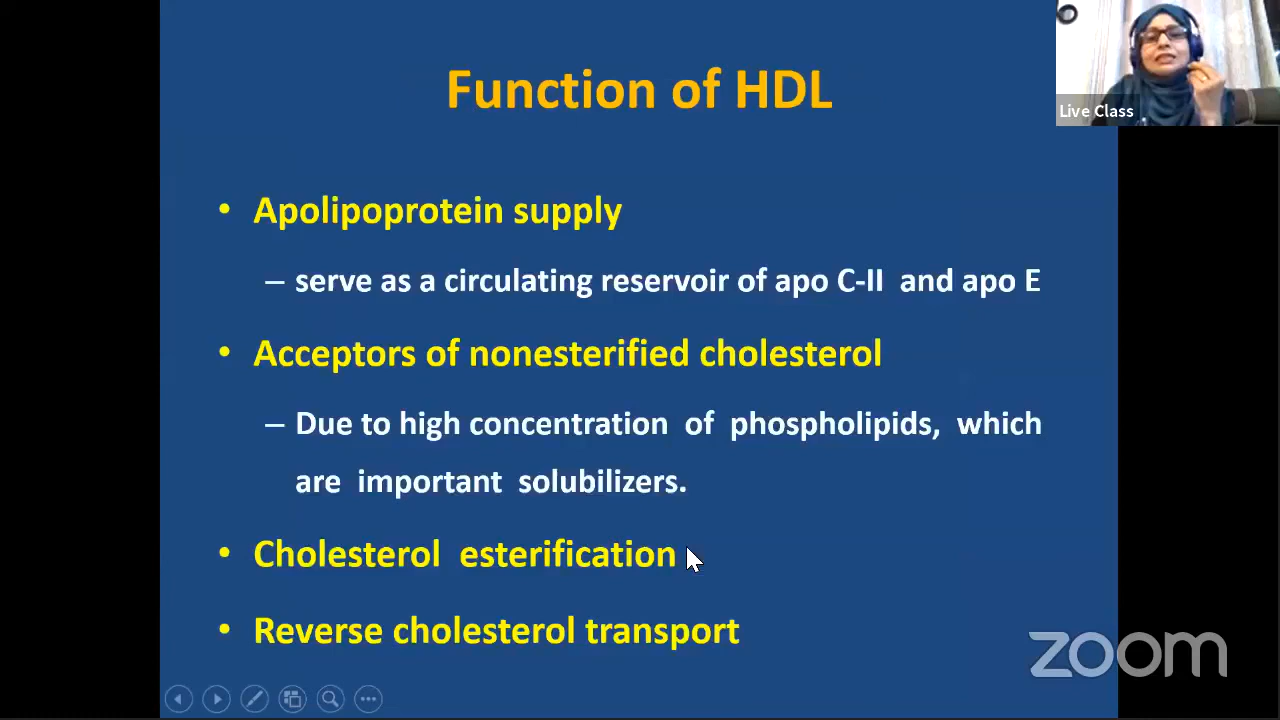 Function of HDL
Live Class
• Apolipoprotein supply
– serve as a circulating reservoir of apo C-II and apo E
• Acceptors of nonesterified cholesterol
– Due to high concentration of phospholipids, which
are important solubilizers.
• Cholesterol esterification
• Reverse cholesterol transport
zoom